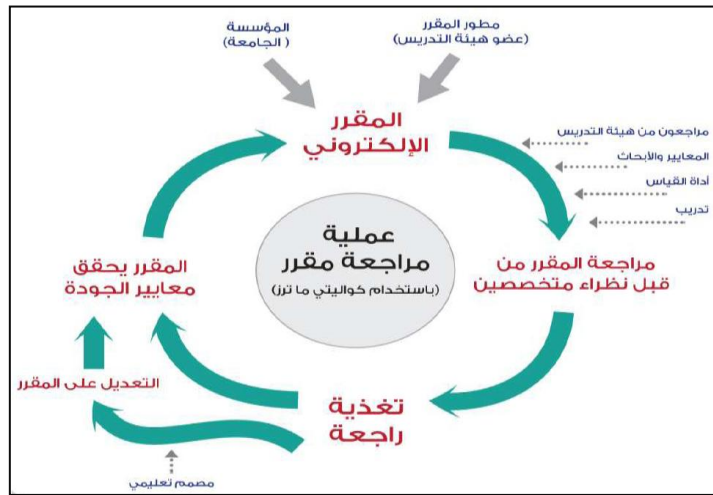 المؤسسة
(الجامعة)
مطور المقرر
(عضو هيئة التدريس)
المقرر
الإلكتروني
مراجعون من هيئة التدريس
المعايير والأبحاث
أداة القياس
تدريب
عملية
مراجعة مقرر
(باستخدام كواليتي ماترز)
مراجعة المقرر من
قبل نظراء متخصصين
المقرر يحقق
معايير الجودة
التعديل على المقرر
تغذية
راجعة
مصمم تعليمي